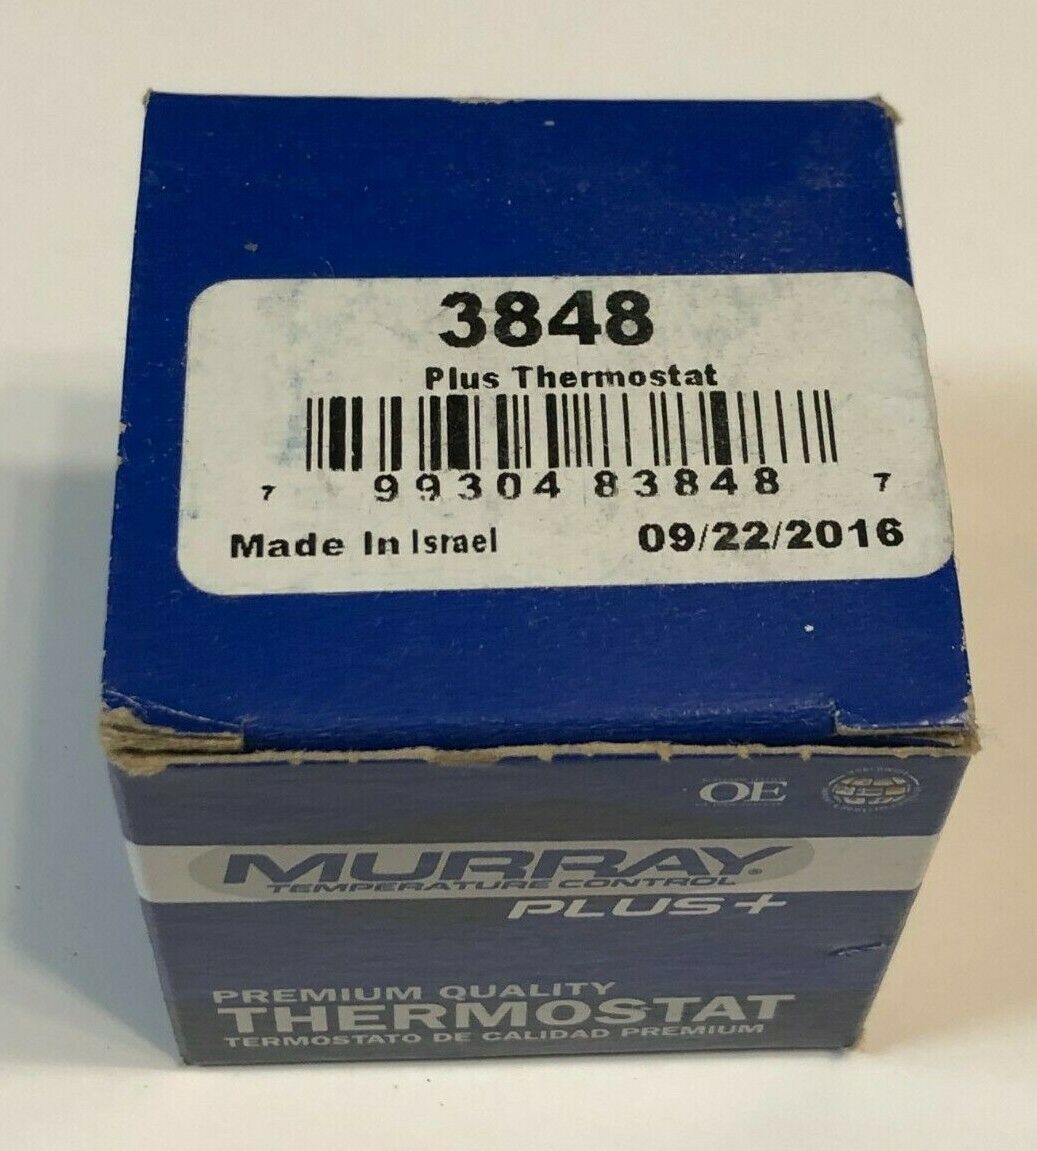 3848
Plus Thermostat
7 99304 83848 7
Made In Israel 09/22/2016
OE
MURRAY®
TEMPERATURE CONTROL
PLUS+
PREMIUM QUALITY
THERMOSTAT
TERMOSTATO DE CALIDAD PREMIUM